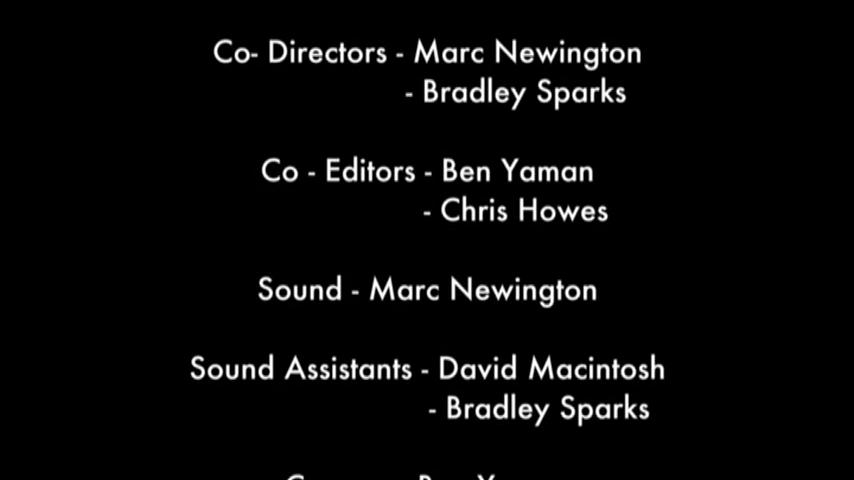 Co- Directors - Marc Newington
- Bradley Sparks
Co - Editors - Ben Yaman
- Chris Howes
Sound - Marc Newington
Sound Assistants - David Macintosh
- Bradley Sparks